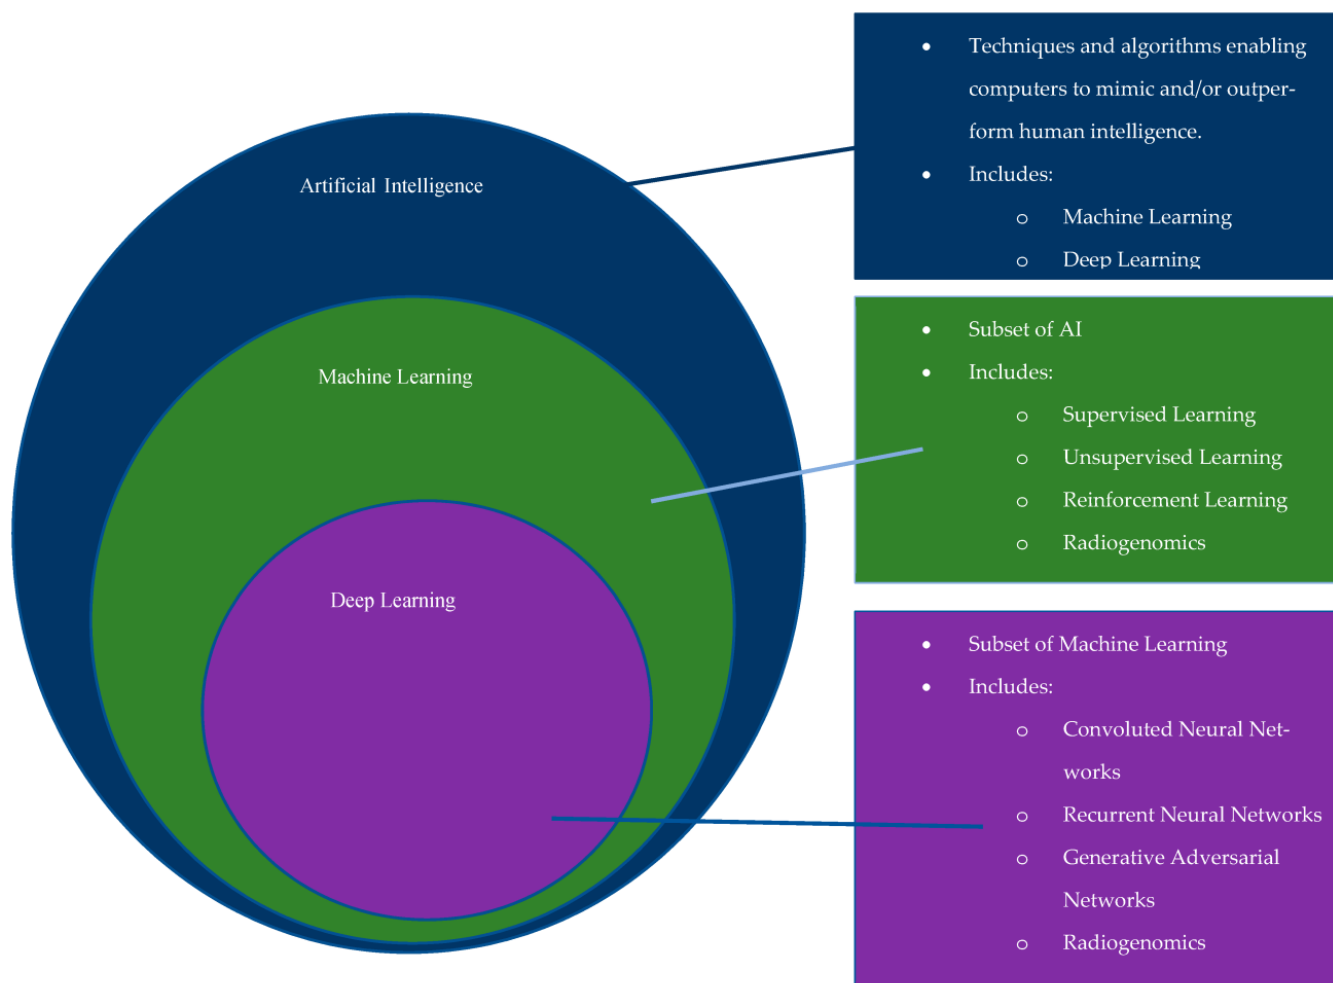 Artificial Intelligence
Machine Learning
Deep Learning
• Techniques and algorithms enabling
computers to mimic and/or outper-
form human intelligence.
• Includes:
o Machine Learning
o Deep Learning
• Subset of AI
• Includes:
o Supervised Learning
o Unsupervised Learning
o Reinforcement Learning
o Radiogenomics
• Subset of Machine Learning
• Includes:
o Convoluted Neural Net-
works
o Recurrent Neural Networks
o Generative Adversarial
Networks
o Radiogenomics